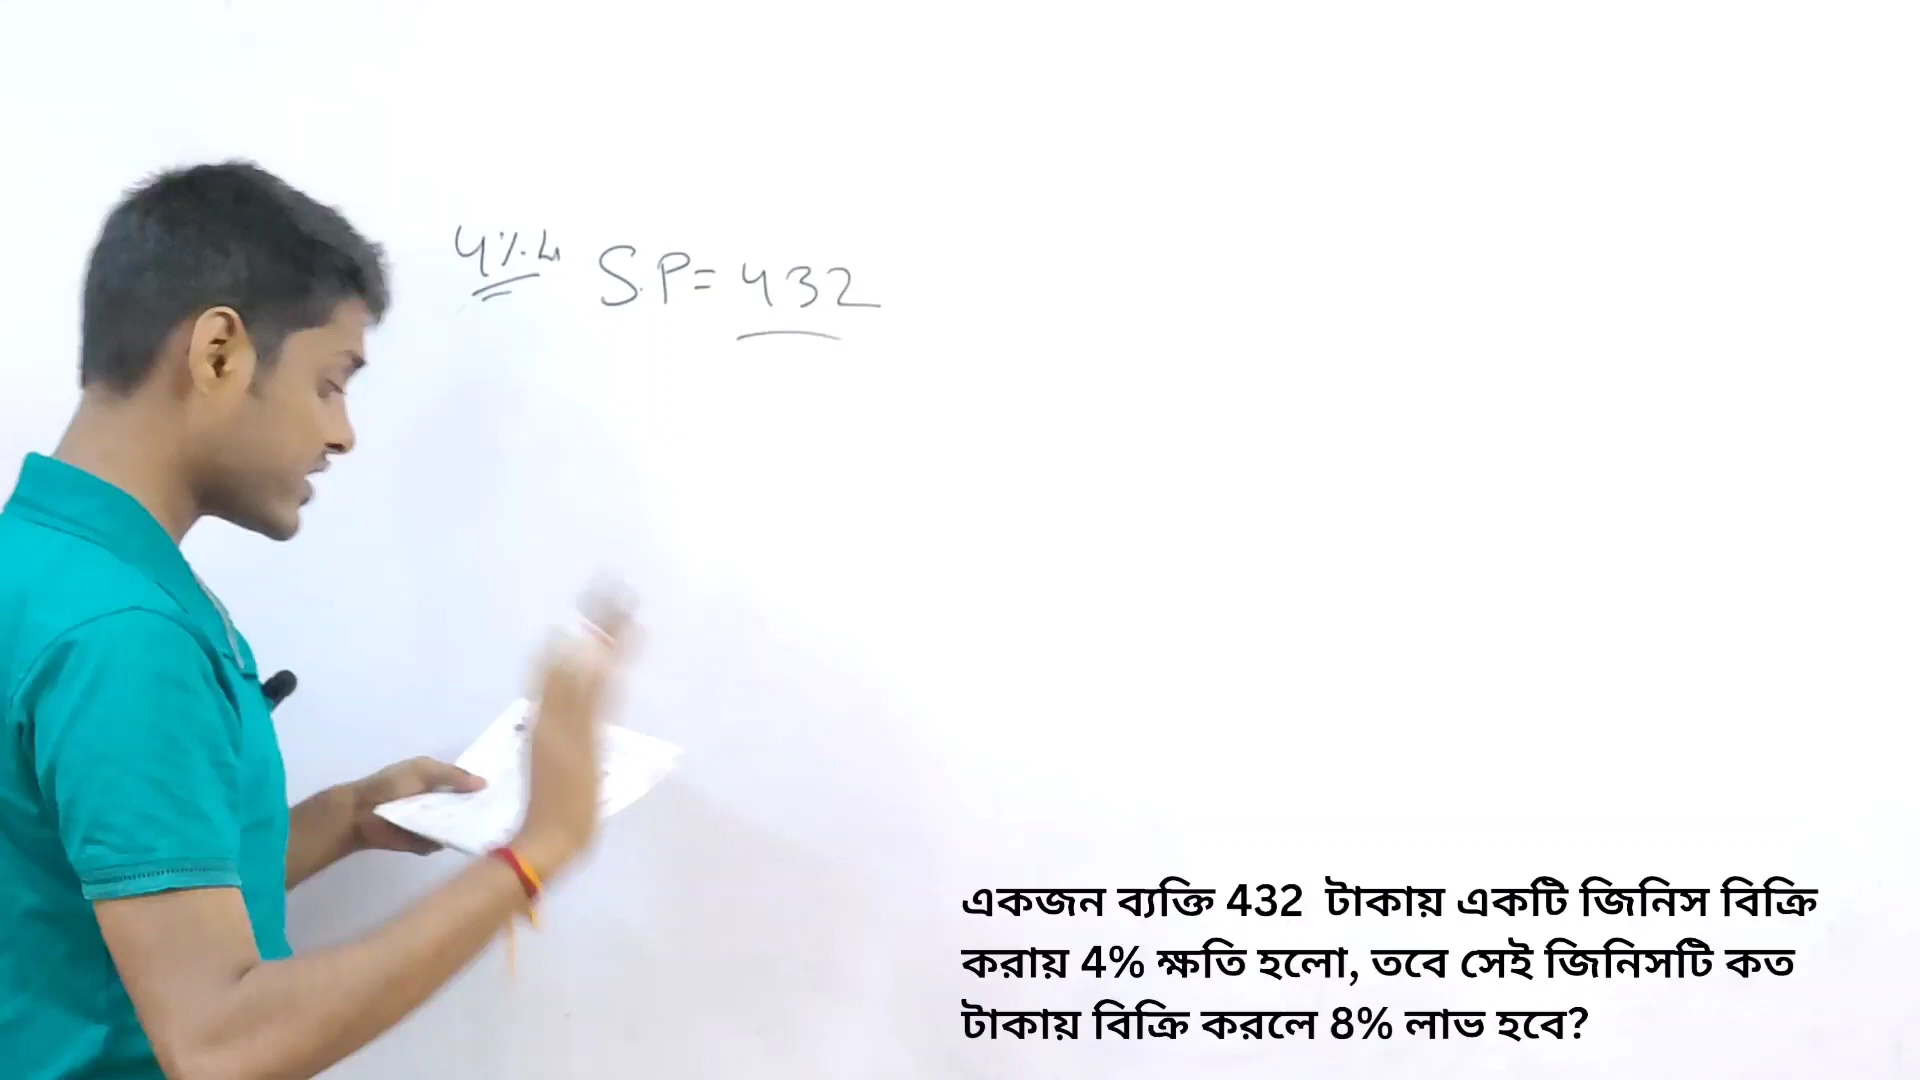 4%L S.P= 432
একজন ব্যক্তি 432 টাকায় একটি জিনিস বিক্রি
করায় 4% ক্ষতি হলো, তবে সেই জিনিসটি কত
টাকায় বিক্রি করলে 8% লাভ হবে?